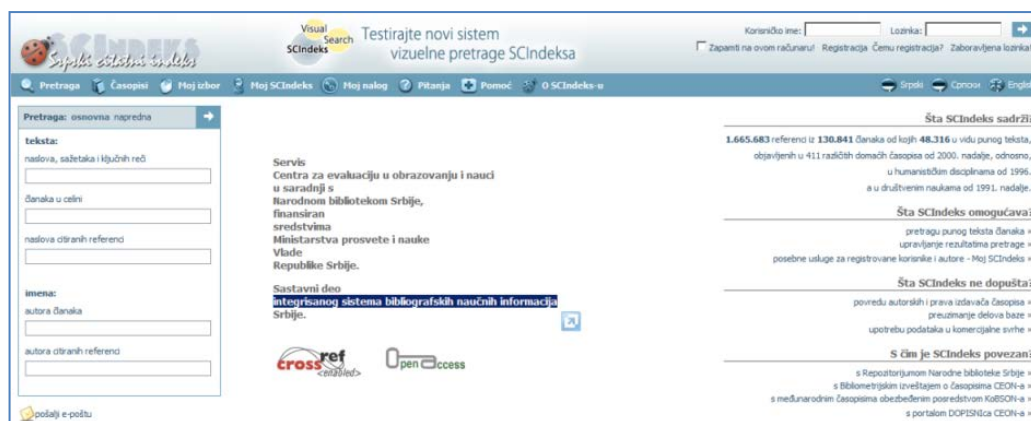 SCIndeks
Srpski citatni indeks
Visual
Search
SCIndeks
Testirajte novi sistem
vizuelne pretrage SCIndeksa
Korisničko ime:
Lozinka:
Zapamti na ovom računaru!
Registracija
Čemu registracija?
Zaboravljena lozinka?
Pretraga
Časopisi
Moj izbor
Moj SCIndeks
Moj nalog
Pitanja
Pomoć
O SCIndeks-u
Srpski
Српски
Englis
Pretraga: osnovna napredna
teksta:
naslova, sažetaka i ključnih reči
članaka u celini
naslova citiranih referenci
imena:
autora članaka
autora citiranih referenci
pošalji e-poštu
Servis
Centra za evaluaciju u obrazovanju i nauci
u saradnji s
Narodnom bibliotekom Srbije,
finansiran
sredstvima
Ministarstva prosvete i nauke
Vlade
Republike Srbije.
Sastavni deo
integrisanog sistema bibliografskih naučnih informacija
Srbije.
crossref
<enabled>
Open Access
Šta SCIndeks sadrži?
1.665.683 referenci iz 130.841 članaka od kojih 48.316 u vidu punog teksta,
objavljenih u 411 različitih domaćih časopisa od 2000. nadalje, odnosno,
u humanističkim disciplinama od 1996.
a u društvenim naukama od 1991. nadalje.
Šta SCIndeks omogućava?
pretragu punog teksta članaka »
upravljanje rezultatima pretrage »
posebne usluge za registrovane korisnike i autore - Moj SCIndeks »
Šta SCIndeks ne dopušta?
povredu autorskih i prava izdavača časopisa »
preuzimanje delova baze »
upotrebu podataka u komercijalne svrhe »
S čim je SCIndeks povezan?
s Repozitorijumom Narodne biblioteke Srbije »
s Bibliometrijskim izveštajem o časopisima CEON-a »
s međunarodnim časopisima obezbeđenim posredstvom KoBSON-a »
s portalom DOPISNIca CEON-a »